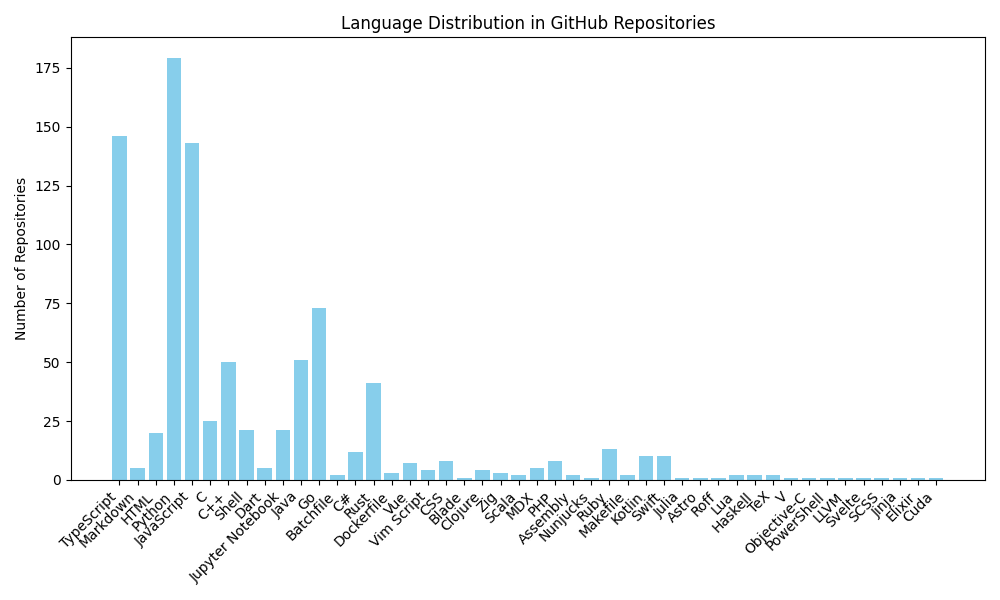 Language Distribution in GitHub Repositories
Number of Repositories
175
150
125
100
75
50
25
0
TypeScript
Markdown
HTML
Python
JavaScript
C
C++
Shell
Dart
Jupyter Notebook
Java
Go
Batchfile
C#
Rust
Dockerfile
Vue
Vim Script
CSS
Blade
Clojure
Zig
Scala
MDX
PHP
Assembly
Nunjucks
Ruby
Makefile
Kotlin
Swift
Julia
Astro
Roff
Lua
Haskell
TeX
V
Objective-C
PowerShell
LLVM
Svelte
SCSS
Jinja
Elixir
Cuda